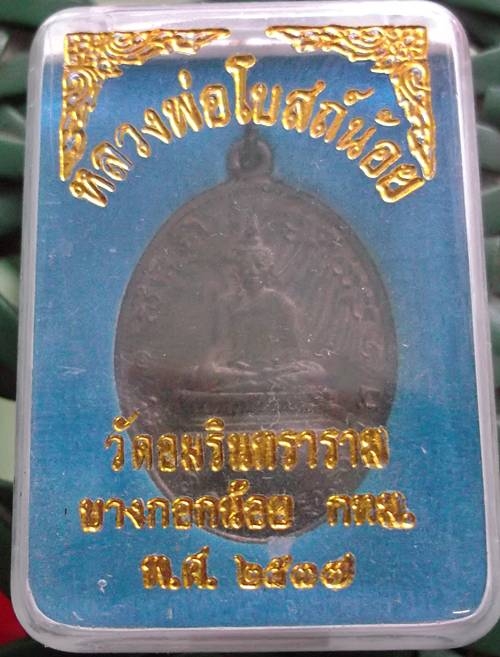 หลวงพ่อโบสถ์น้อย
วัดอมรินทราราม
บางกอกน้อย กทม.
พ.ศ. ๒๕๓๗